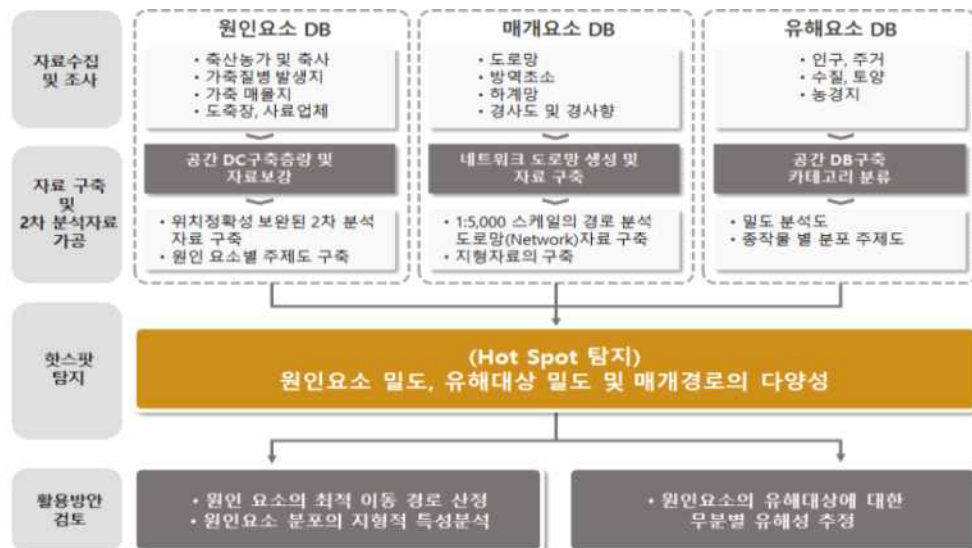 자료수집
및 조사
원인요소 DB
• 축산농가 및 축사
• 가축질병 발생지
• 가축 매몰지
• 도축장, 사료업체
매개요소 DB
• 도로망
• 방역초소
• 하계망
• 경사도 및 경사향
유해요소 DB
• 인구, 주거
• 수질, 토양
• 농경지
자료 구축
및
2차 분석자료
가공
공간 DC구축증량 및
자료보강
• 위치정확성 보완된 2차 분석
자료 구축
• 원인 요소별 주제도 구축
네트워크 도로망 생성 및
자료 구축
• 1:5,000 스케일의 경로 분석
도로망(Network)자료 구축
• 지형자료의 구축
공간 DB구축
카테고리 분류
• 밀도 분석도
• 종작물 별 분포 주제도
핫스팟
탐지
(Hot Spot 탐지)
원인요소 밀도, 유해대상 밀도 및 매개경로의 다양성
활용방안
검토
• 원인 요소의 최적 이동 경로 산정
• 원인요소 분포의 지형적 특성분석
• 원인요소의 유해대상에 대한
무분별 유해성 추정